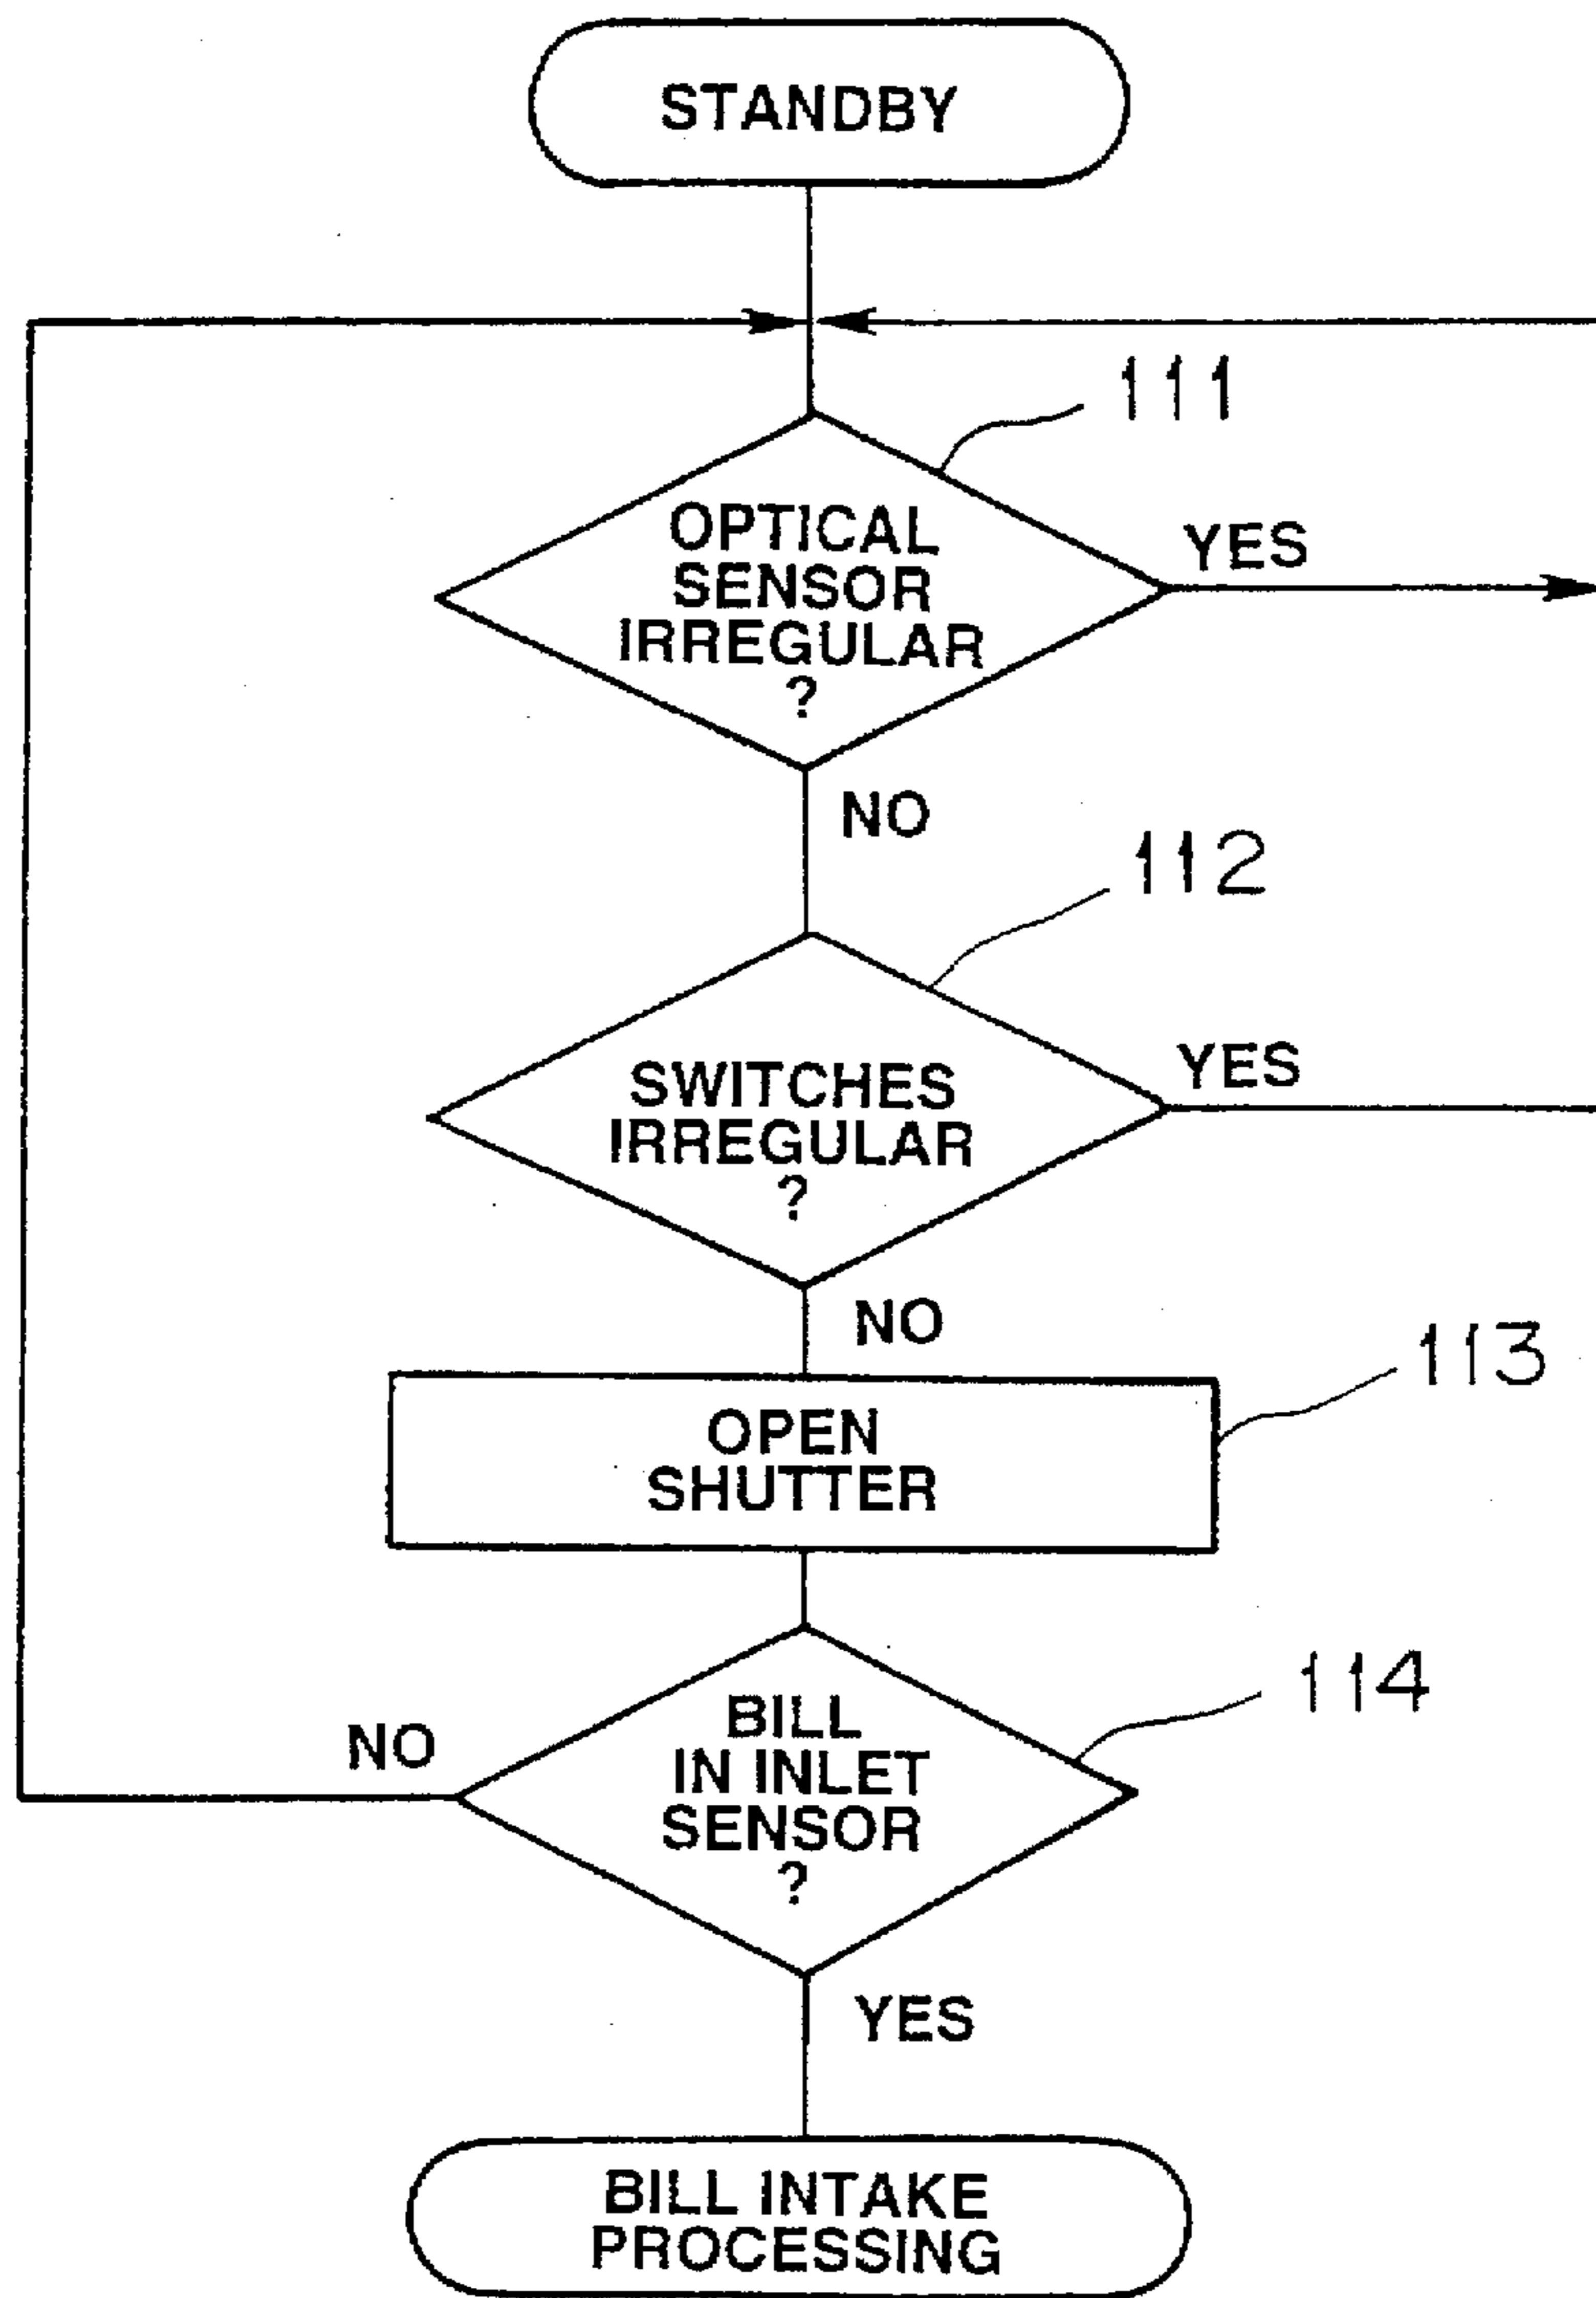 STANDBY
111
OPTICAL
SENSOR
IRREGULAR
?
YES
NO
112
SWITCHES
IRREGULAR
?
YES
NO
113
OPEN
SHUTTER
114
BILL
IN INLET
SENSOR
?
NO
YES
BILL INTAKE
PROCESSING